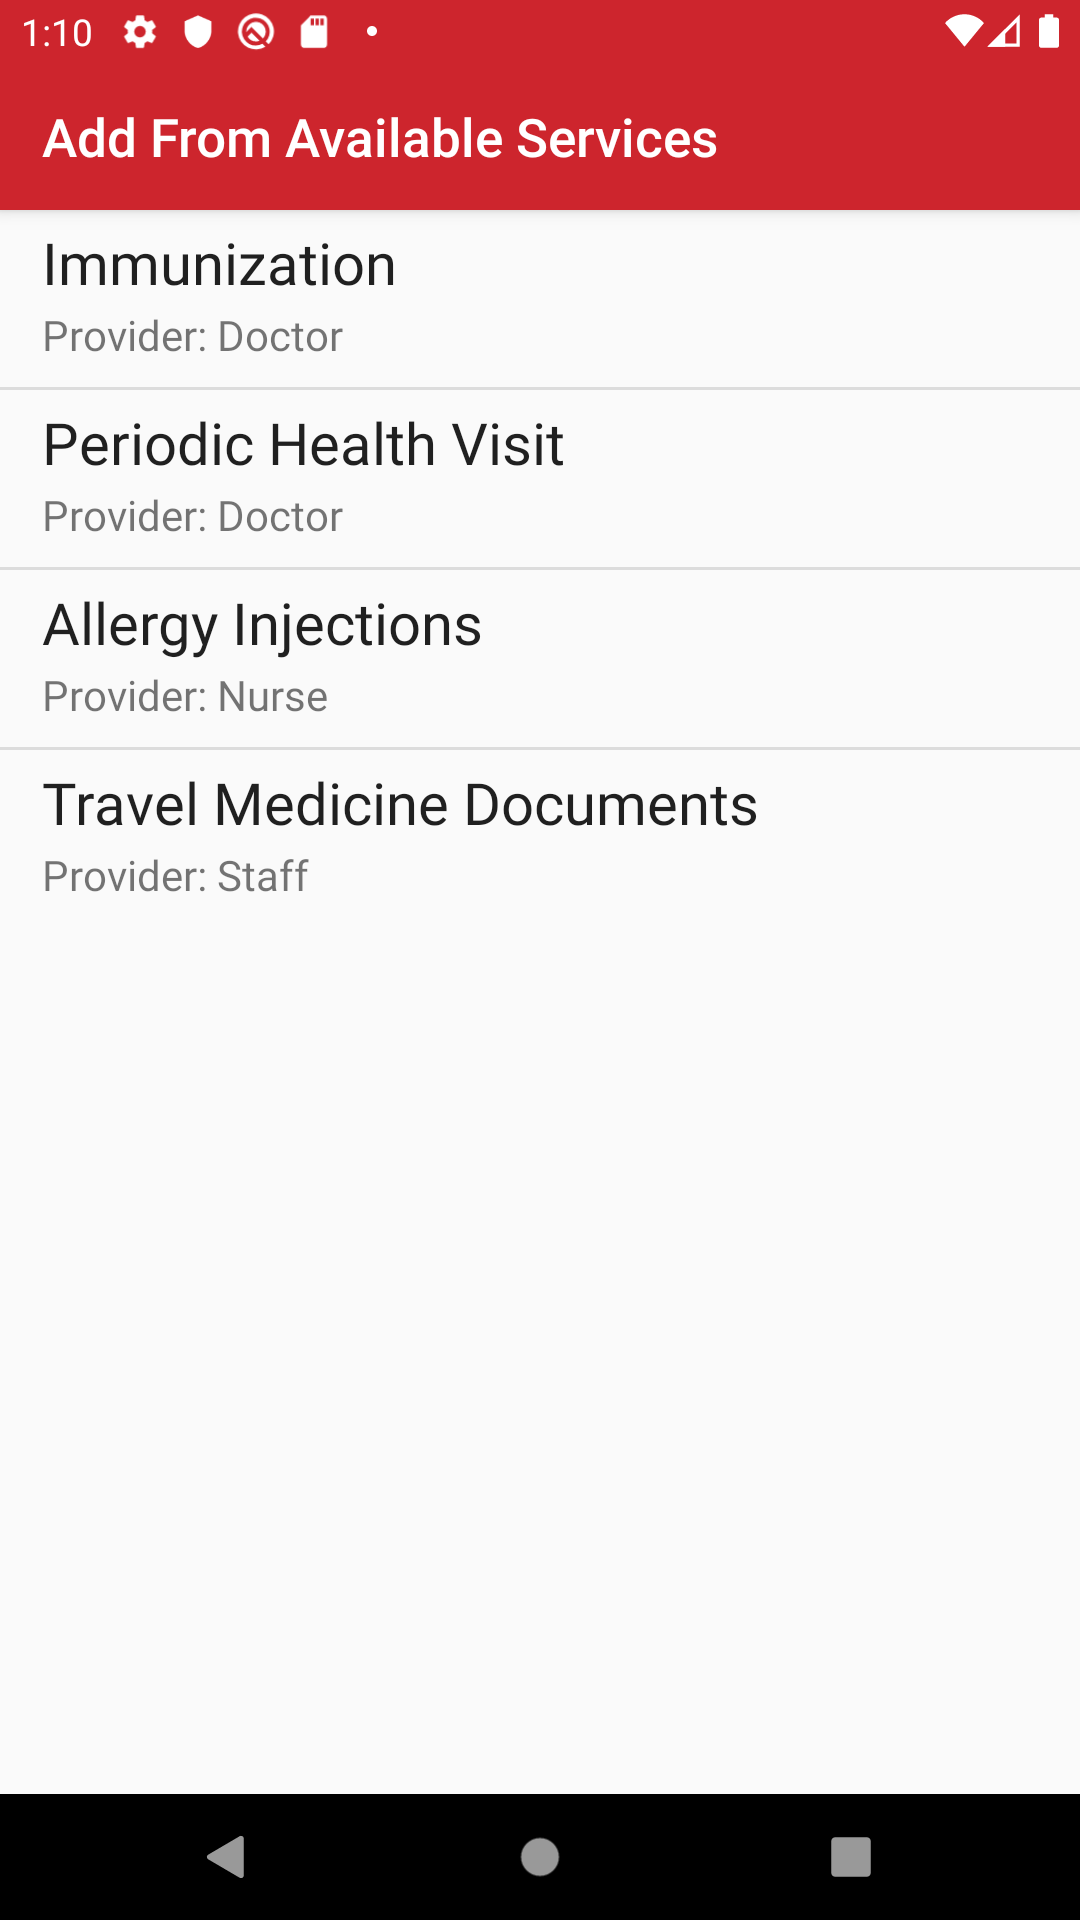 1:10
Add From Available Services
Immunization
Provider: Doctor
Periodic Health Visit
Provider: Doctor
Allergy Injections
Provider: Nurse
Travel Medicine Documents
Provider: Staff